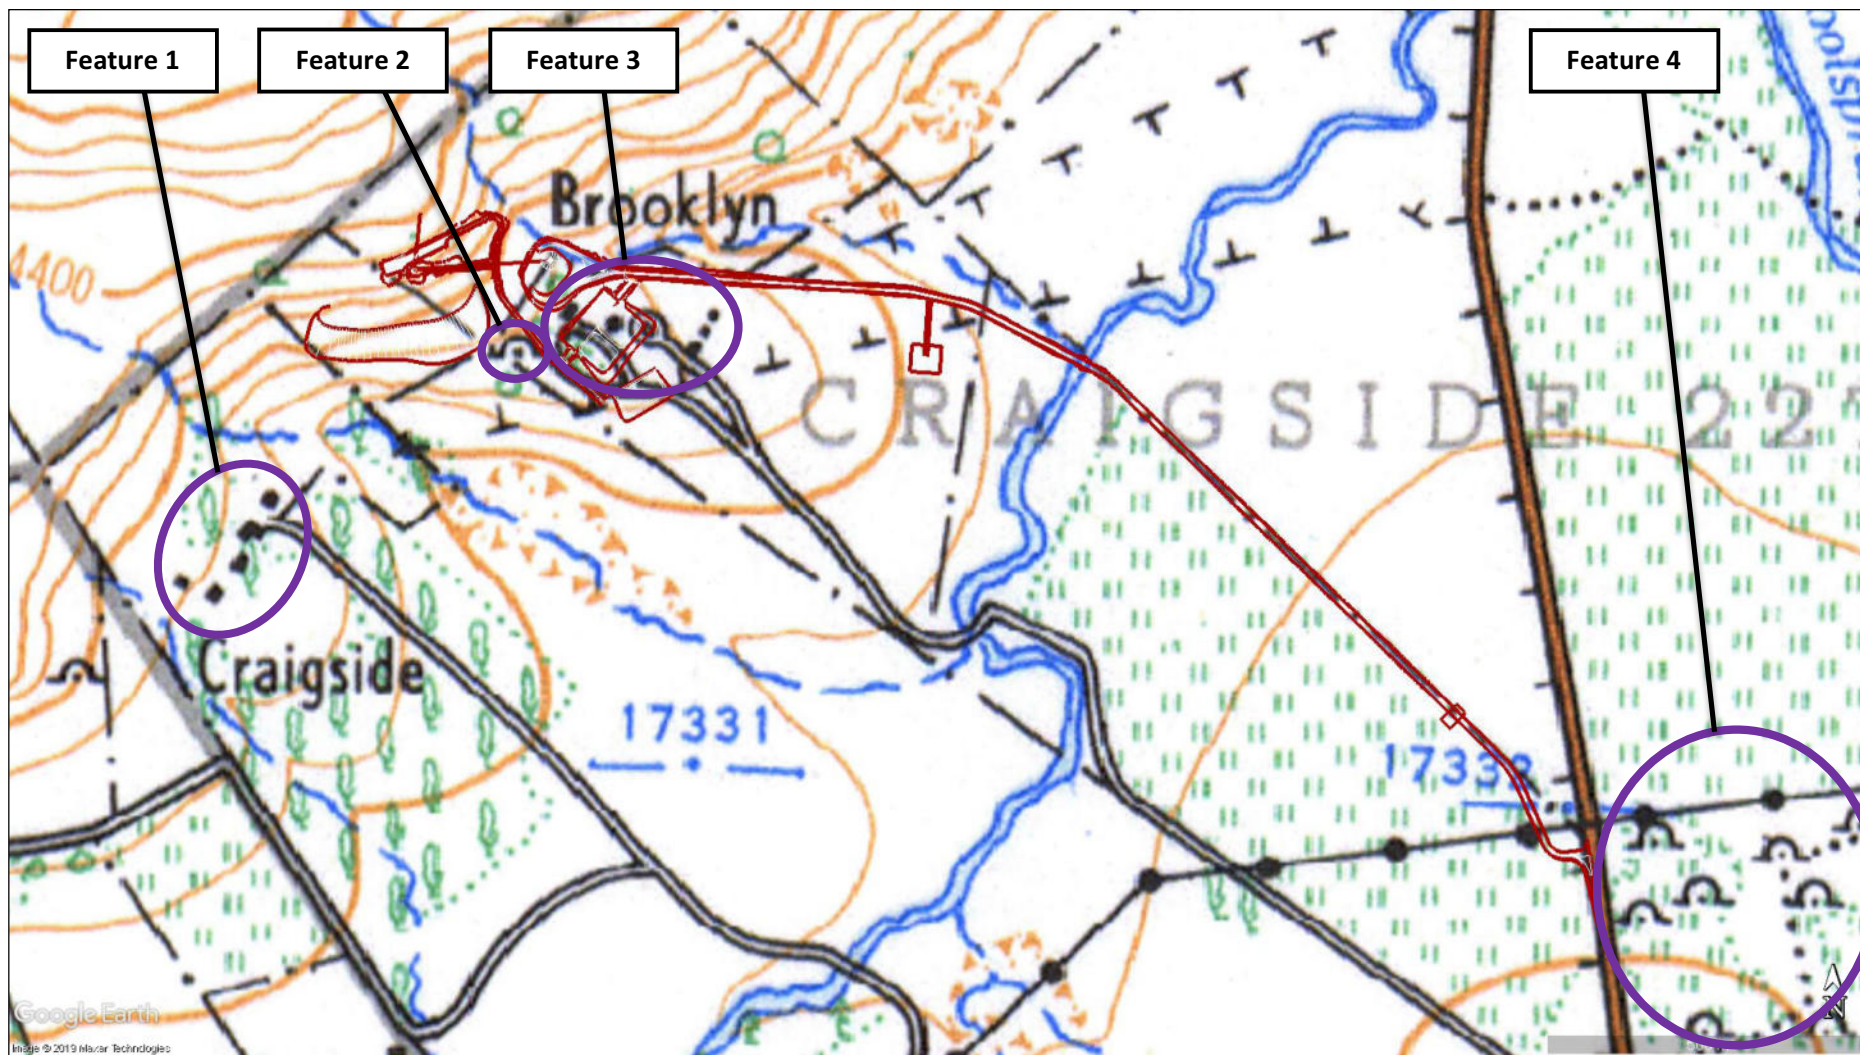 Feature 1
Feature 2
Feature 3
Feature 4
Brooklyn
4400
CRAIGSIDE 22
Craigside
17331
17332
Google Earth
Image © 2019 Maxar Technologies
N